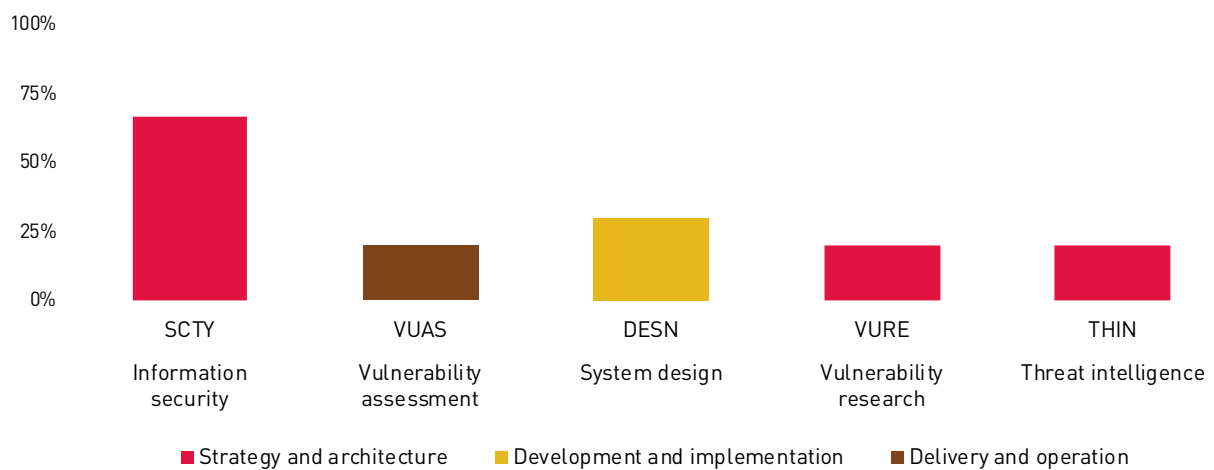 100%
75%
50%
25%
0%
SCTY
VUAS
DESN
VURE
THIN
Information
security
Vulnerability
assessment
System design
Vulnerability
research
Threat intelligence
Strategy and architecture
Development and implementation
Delivery and operation